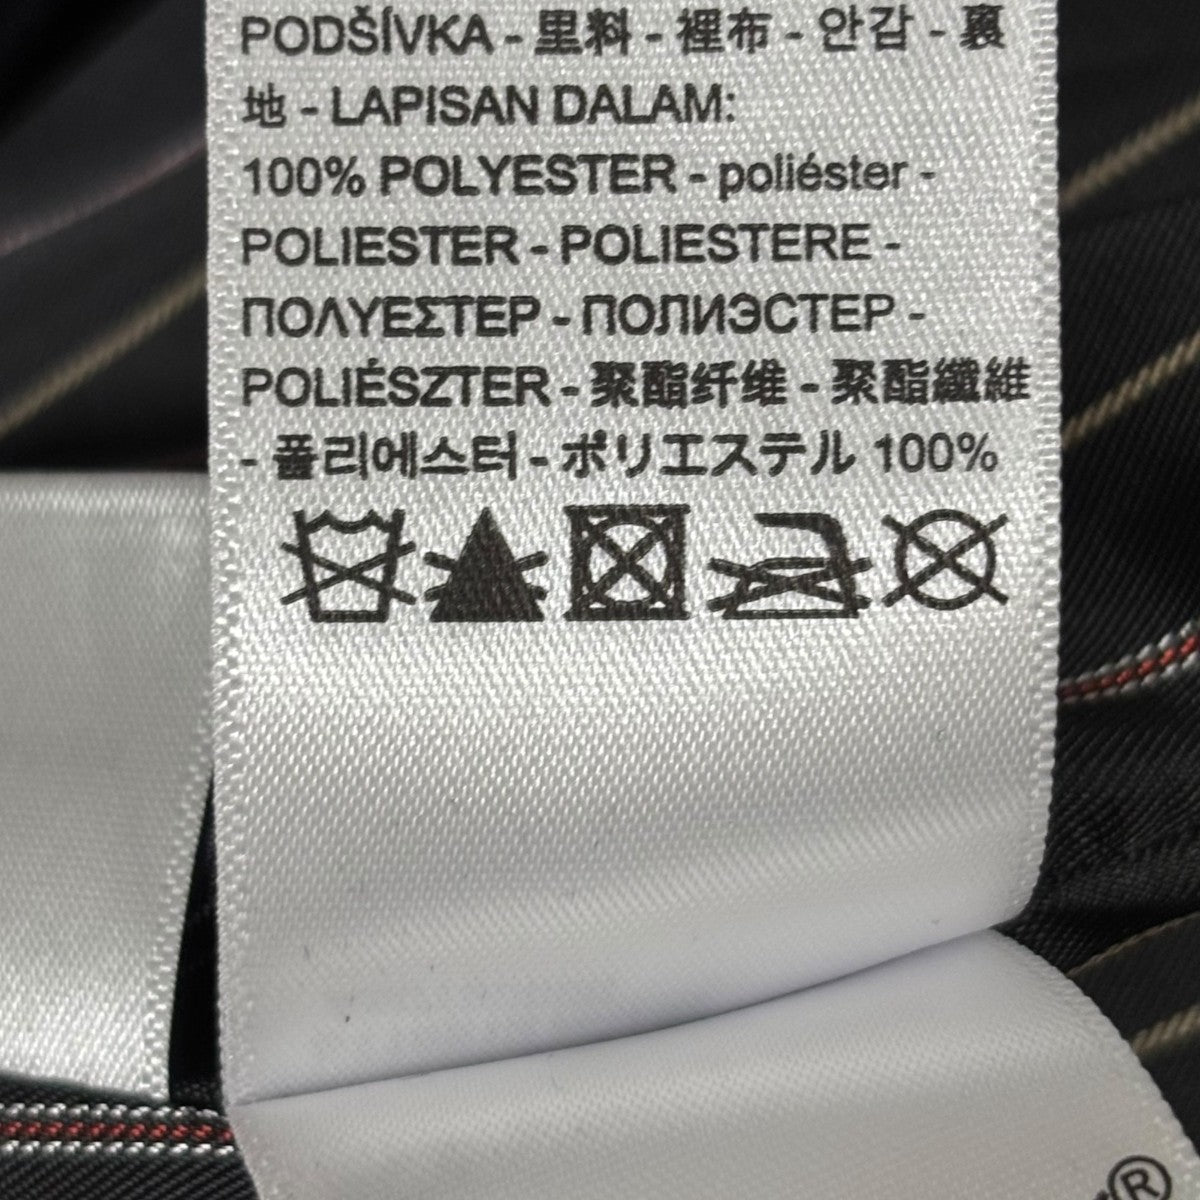 PODŠÍVKA - 里料 - 裡布 - 안감 - 裏
地 - LAPISAN DALAM:
100% POLYESTER - poliéster -
POLIESTER - POLIESTERE -
ΠΟΛΥΕΣΤΕΡ - ПОЛИЭСТЕР -
POLIÉSZTER - 聚酯纤维 - 聚酯纖維
- 폴리에스터 - ポリエステル 100%
®